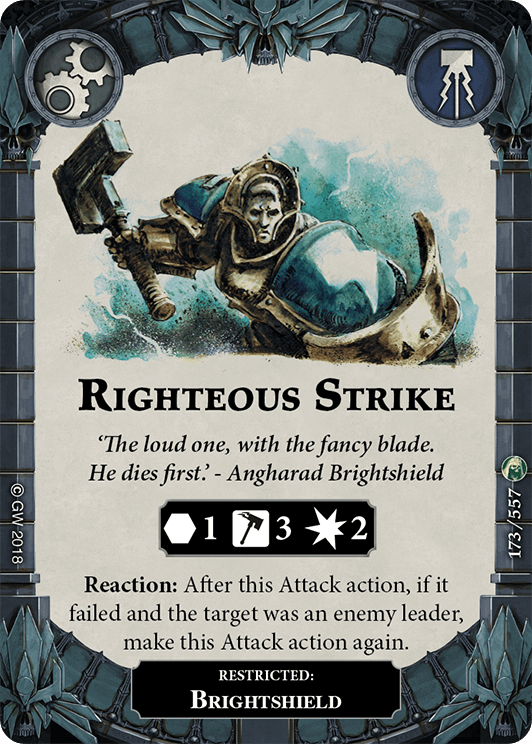 RIGHTEOUS STRIKE
‘The loud one, with the fancy blade.
He dies first.’ - Angharad Brightshield
1 3 2
Reaction: After this Attack action, if it
failed and the target was an enemy leader,
make this Attack action again.
RESTRICTED:
BRIGHTSHIELD
© GW 2018
173/557